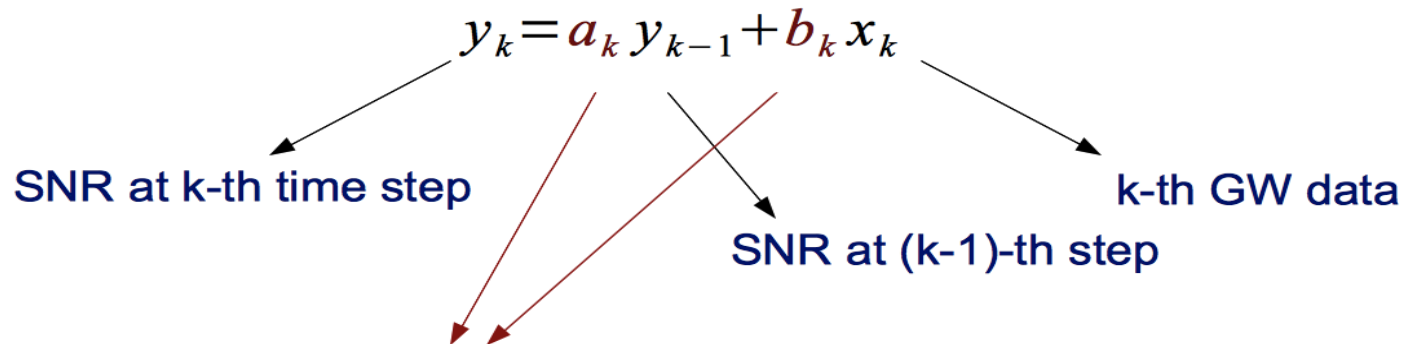 y_k = a_k y_{k-1} + b_k x_k
SNR at k-th time step
k-th GW data
SNR at (k-1)-th step